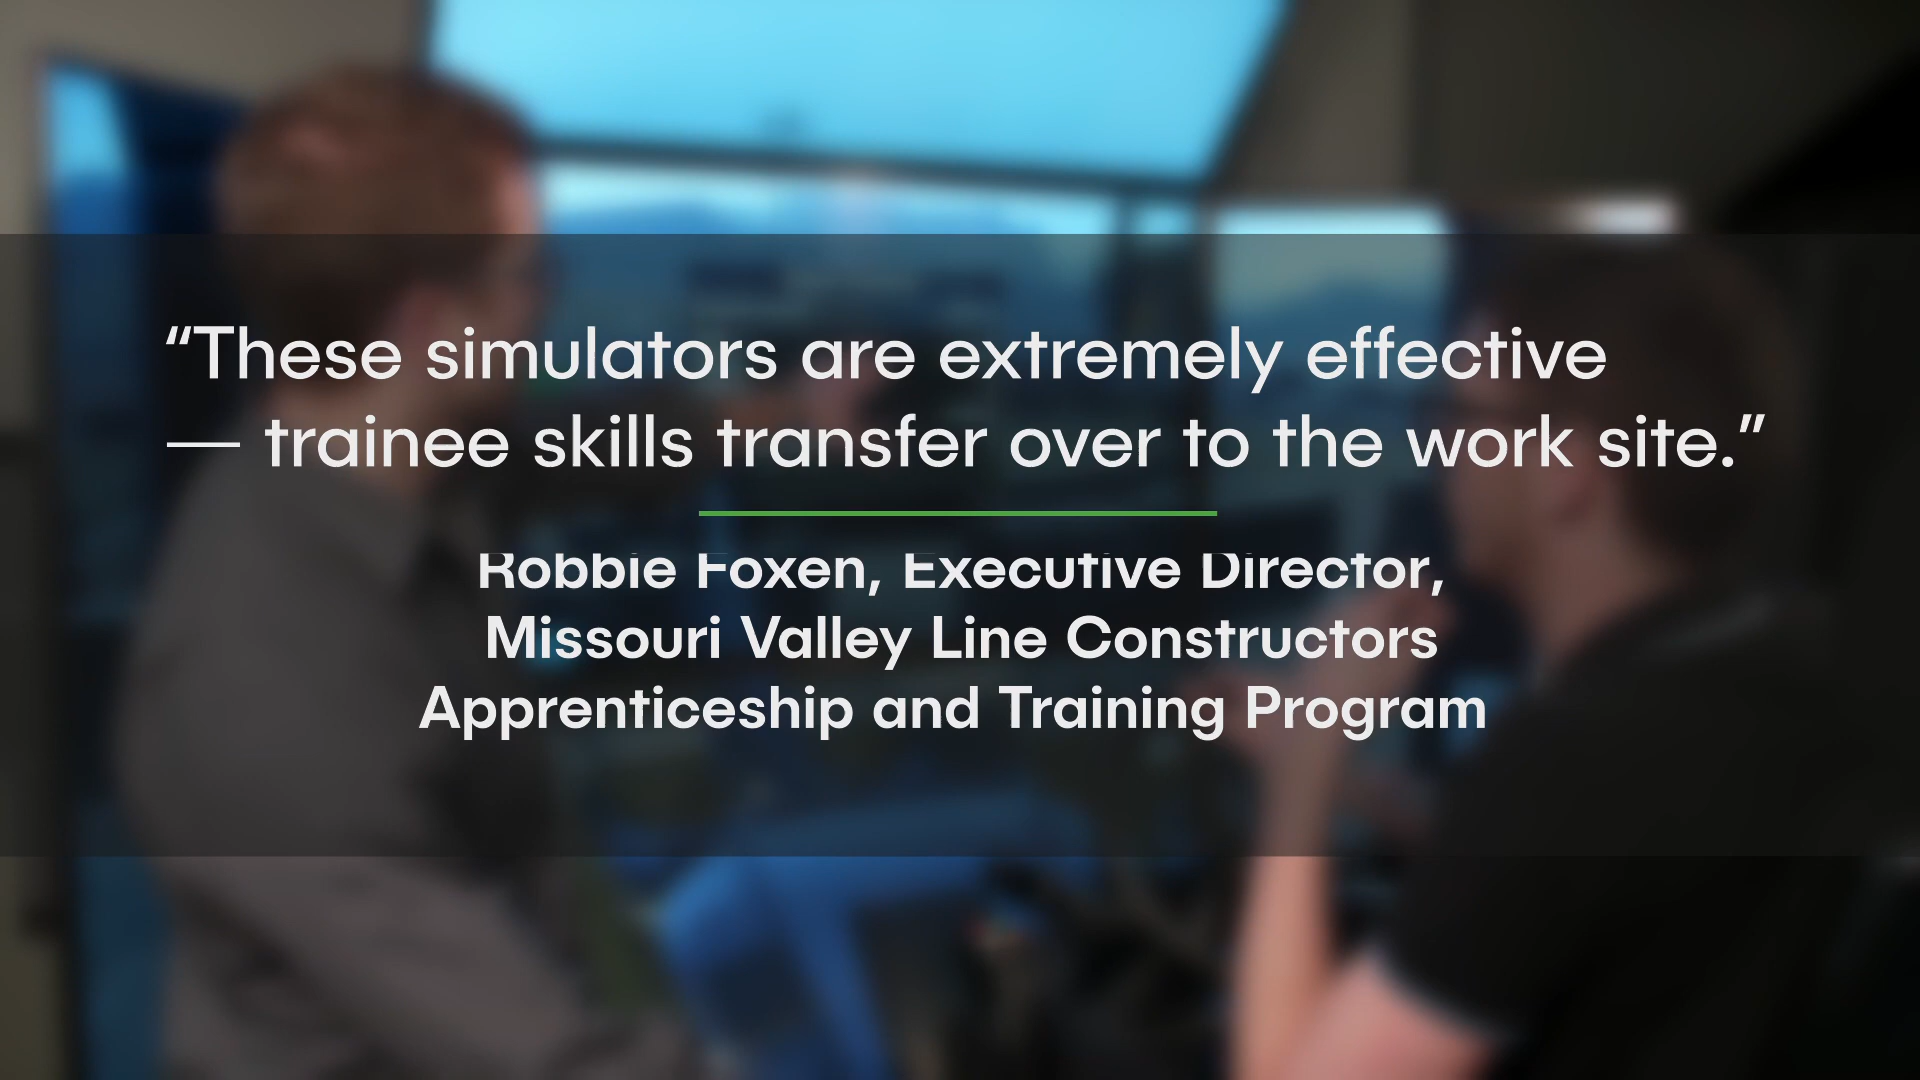 “These simulators are extremely effective
— trainee skills transfer over to the work site.”
Robbie Foxen, Executive Director,
Missouri Valley Line Constructors
Apprenticeship and Training Program